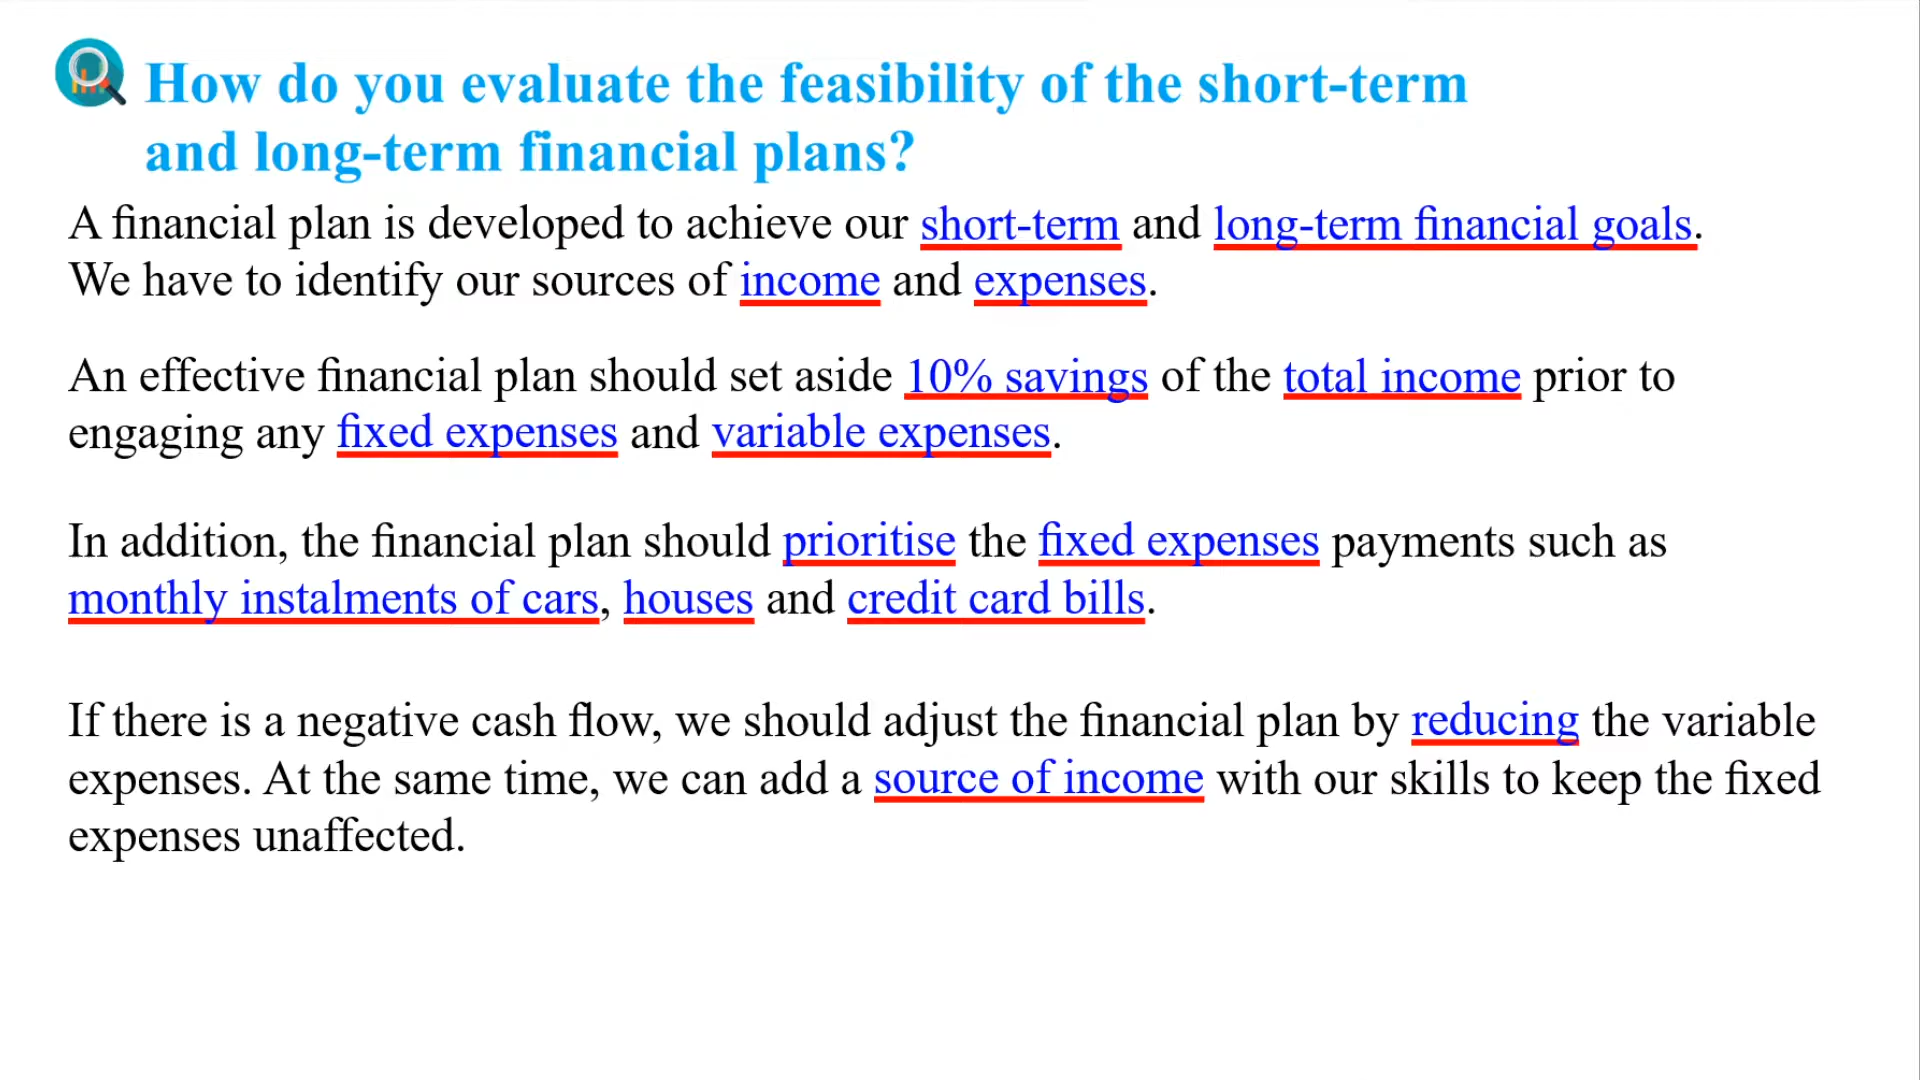 How do you evaluate the feasibility of the short-term
and long-term financial plans?
A financial plan is developed to achieve our short-term and long-term financial goals.
We have to identify our sources of income and expenses.
An effective financial plan should set aside 10% savings of the total income prior to
engaging any fixed expenses and variable expenses.
In addition, the financial plan should prioritise the fixed expenses payments such as
monthly instalments of cars, houses and credit card bills.
If there is a negative cash flow, we should adjust the financial plan by reducing the variable
expenses. At the same time, we can add a source of income with our skills to keep the fixed
expenses unaffected.